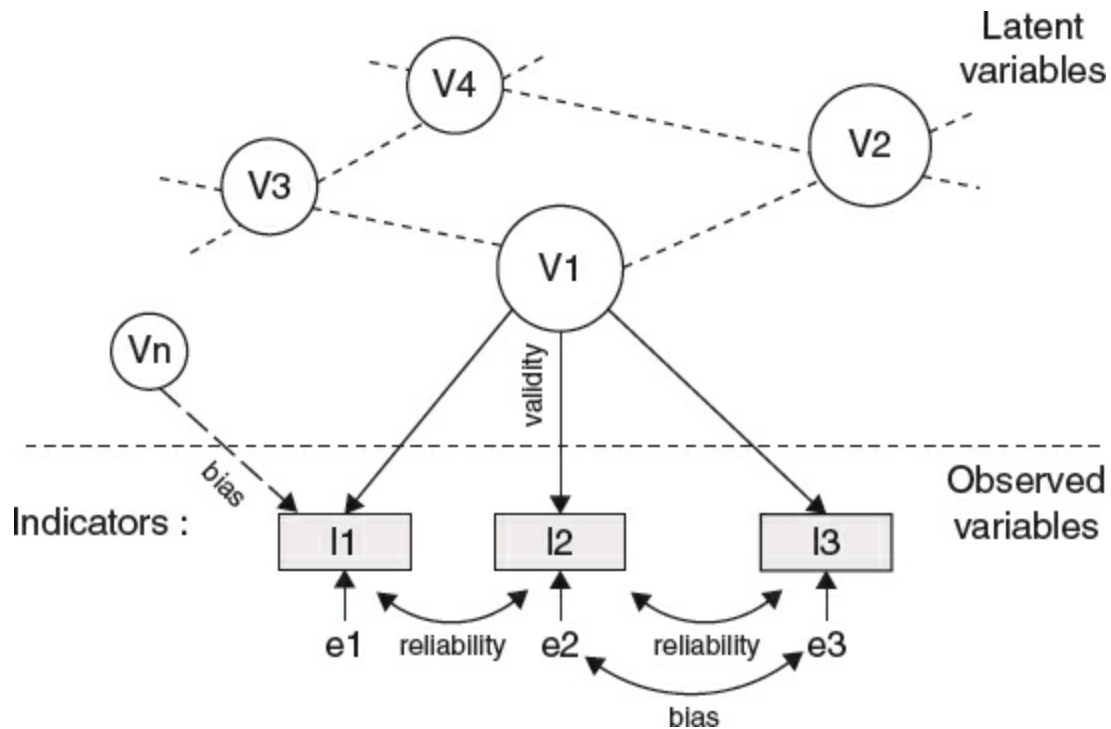 Latent
variables
V4
V2
V3
V1
Vn
validity
bias
Observed
variables
Indicators :
I1
I2
I3
e1
reliability
e2
reliability
e3
bias